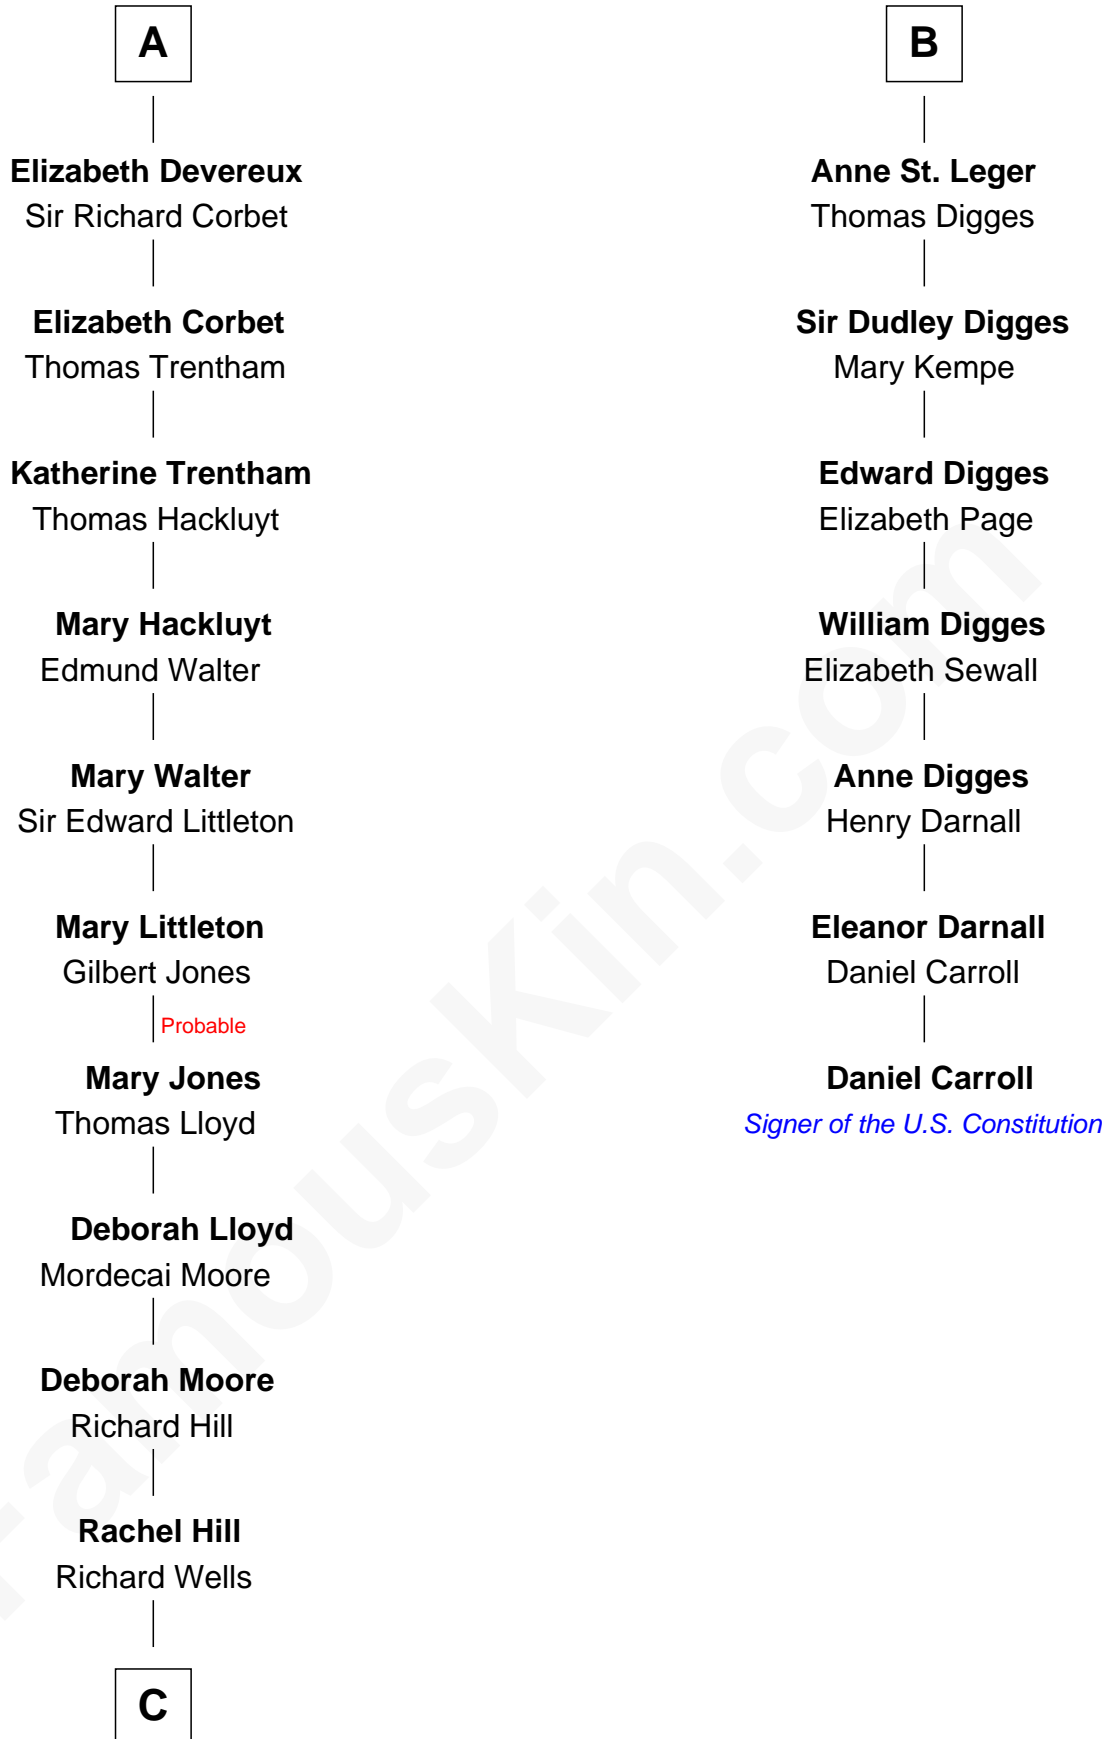 A
Elizabeth Devereux
Sir Richard Corbet
Elizabeth Corbet
Thomas Trentham
Katherine Trentham
Thomas Hackluyt
Mary Hackluyt
Edmund Walter
Mary Walter
Sir Edward Littleton
Mary Littleton
Gilbert Jones
Probable
Mary Jones
Thomas Lloyd
Deborah Lloyd
Mordecai Moore
Deborah Moore
Richard Hill
Rachel Hill
Richard Wells
C
B
Anne St. Leger
Thomas Digges
Sir Dudley Digges
Mary Kempe
Edward Digges
Elizabeth Page
William Digges
Elizabeth Sewall
Anne Digges
Henry Darnall
Eleanor Darnall
Daniel Carroll
Daniel Carroll
Signer of the U.S. Constitution
FamousKin.com